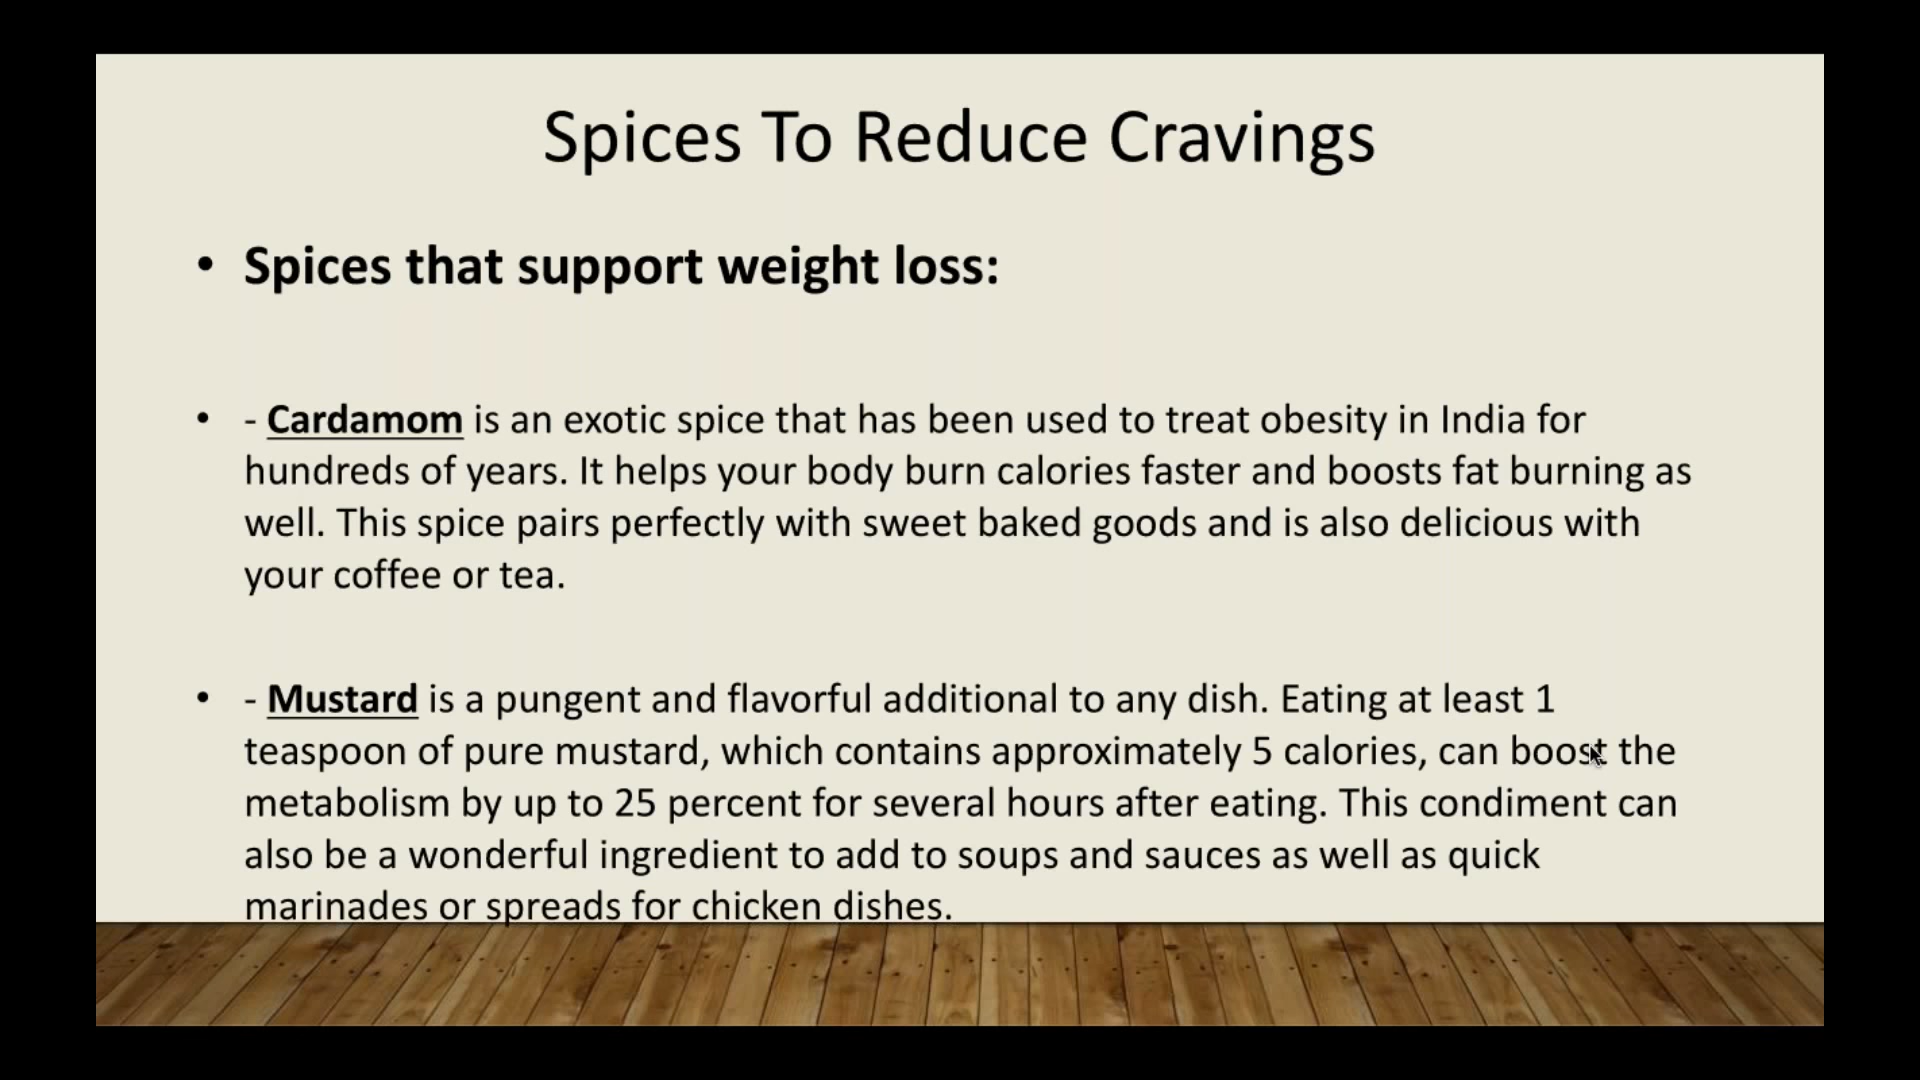 Spices To Reduce Cravings
• Spices that support weight loss:
• - Cardamom is an exotic spice that has been used to treat obesity in India for
hundreds of years. It helps your body burn calories faster and boosts fat burning as
well. This spice pairs perfectly with sweet baked goods and is also delicious with
your coffee or tea.
• - Mustard is a pungent and flavorful additional to any dish. Eating at least 1
teaspoon of pure mustard, which contains approximately 5 calories, can boost the
metabolism by up to 25 percent for several hours after eating. This condiment can
also be a wonderful ingredient to add to soups and sauces as well as quick
marinades or spreads for chicken dishes.